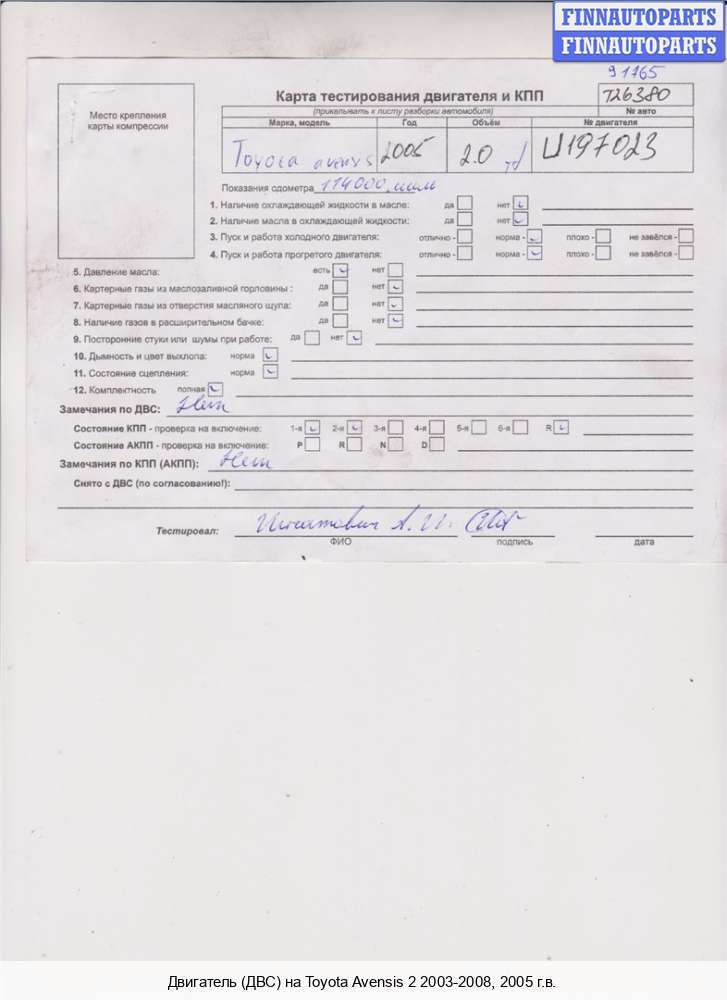 FINNAUTOPARTS
FINNAUTOPARTS
91765
Место крепления
карты компрессии
Карта тестирования двигателя и КПП
T26380
(прикалывать к листу разборки автомобиля)
№ авто
Марка, модель Год Объём № двигателя
Toyota avensis 2005 2.0 td U197023
Показания одометра 114000 миль
1. Наличие охлаждающей жидкости в масле: да нет
2. Наличие масла в охлаждающей жидкости: да нет
3. Пуск и работа холодного двигателя: отлично - норма - плохо - не завёлся -
4. Пуск и работа прогретого двигателя: отлично - норма - плохо - не завёлся -
5. Давление масла: есть нет
6. Картерные газы из маслозаливной горловины : да нет
7. Картерные газы из отверстия масляного щупа: да нет
8. Наличие газов в расширительном бачке: да нет
9. Посторонние стуки или шумы при работе: да нет
10. Дымность и цвет выхлопа: норма
11. Состояние сцепления: норма
12. Комплектность полная
Замечания по ДВС: Нет
Состояние КПП - проверка на включение: 1-я 2-я 3-я 4-я 5-я 6-я R
Состояние АКПП - проверка на включение: P R N D
Замечания по КПП (АКПП): Нет
Снято с ДВС (по согласованию!):
Тестировал: Игнатович А. И.
ФИО подпись дата
Двигатель (ДВС) на Toyota Avensis 2 2003-2008, 2005 г.в.